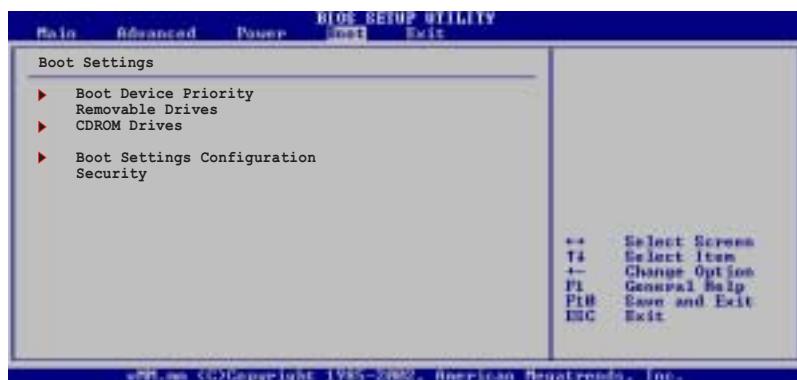 BIOS SETUP UTILITY
Main Advanced Power Boot Exit
Boot Settings
Boot Device Priority
Removable Drives
CDROM Drives
Boot Settings Configuration
Security
←→ Select Screen
↑↓ Select Item
+- Change Option
F1 General Help
F10 Save and Exit
ESC Exit
(C)Copyright 1985-2002, American Megatrends, Inc.